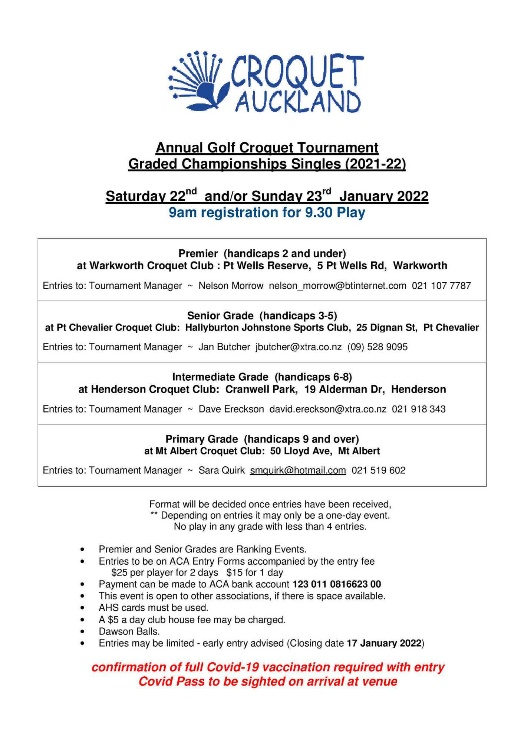 CROQUET
AUCKLAND
Annual Golf Croquet Tournament
Graded Championships Singles (2021-22)
Saturday 22nd and/or Sunday 23rd January 2022
9am registration for 9.30 Play
Premier (handicaps 2 and under)
at Warkworth Croquet Club : Pt Wells Reserve, 5 Pt Wells Rd, Warkworth
Entries to: Tournament Manager ~ Nelson Morrow nelson_morrow@btinternet.com 021 107 7787
Senior Grade (handicaps 3-5)
at Pt Chevalier Croquet Club: Hallyburton Johnstone Sports Club, 25 Dignan St, Pt Chevalier
Entries to: Tournament Manager ~ Jan Butcher jbutcher@xtra.co.nz (09) 528 9095
Intermediate Grade (handicaps 6-8)
at Henderson Croquet Club: Cranwell Park, 19 Alderman Dr, Henderson
Entries to: Tournament Manager ~ Dave Ereckson david.ereckson@xtra.co.nz 021 918 343
Primary Grade (handicaps 9 and over)
at Mt Albert Croquet Club: 50 Lloyd Ave, Mt Albert
Entries to: Tournament Manager ~ Sara Quirk smquirk@hotmail.com 021 519 602
Format will be decided once entries have been received,
** Depending on entries it may only be a one-day event.
No play in any grade with less than 4 entries.
• Premier and Senior Grades are Ranking Events.
• Entries to be on ACA Entry Forms accompanied by the entry fee
$25 per player for 2 days $15 for 1 day
• Payment can be made to ACA bank account 123 011 0816623 00
• This event is open to other associations, if there is space available.
• AHS cards must be used.
• A $5 a day club house fee may be charged.
• Dawson Balls.
• Entries may be limited - early entry advised (Closing date 17 January 2022)
confirmation of full Covid-19 vaccination required with entry
Covid Pass to be sighted on arrival at venue